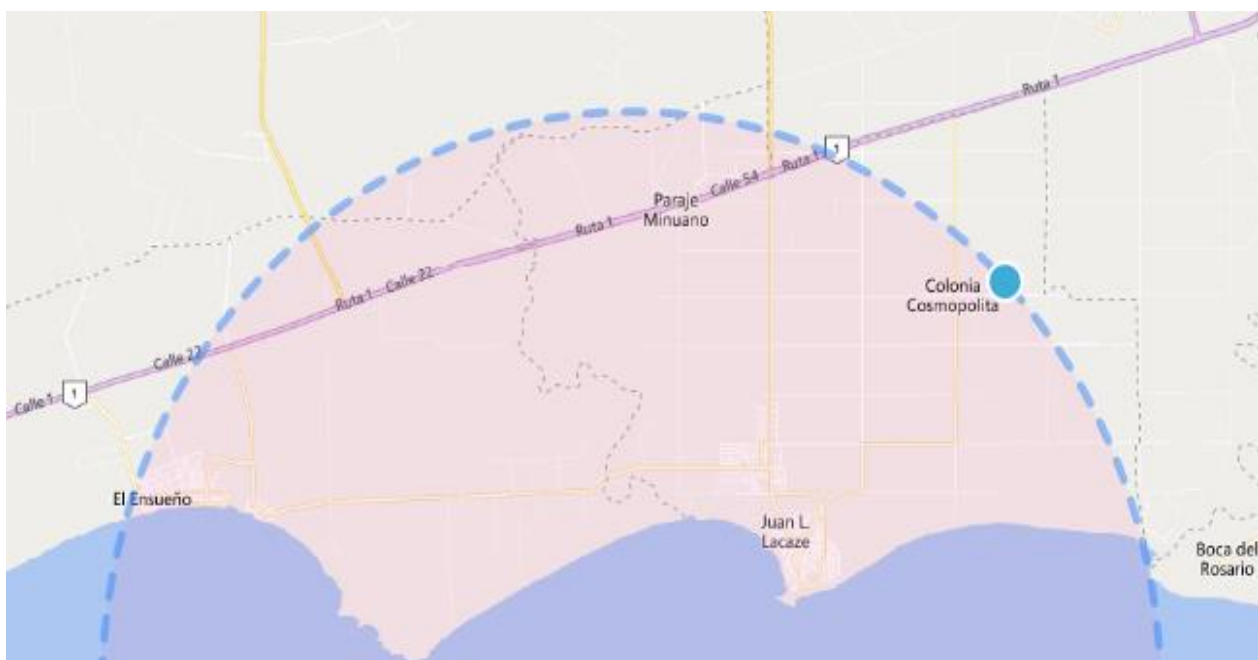 Ruta 1
1
Ruta 1
Calle 54
Paraje
Minuano
Ruta 1
Colonia
Cosmopolita
Calle 22
Ruta 1
Calle 22
1
Calle 1
El Ensueño
Juan L.
Lacaze
Boca del
Rosario